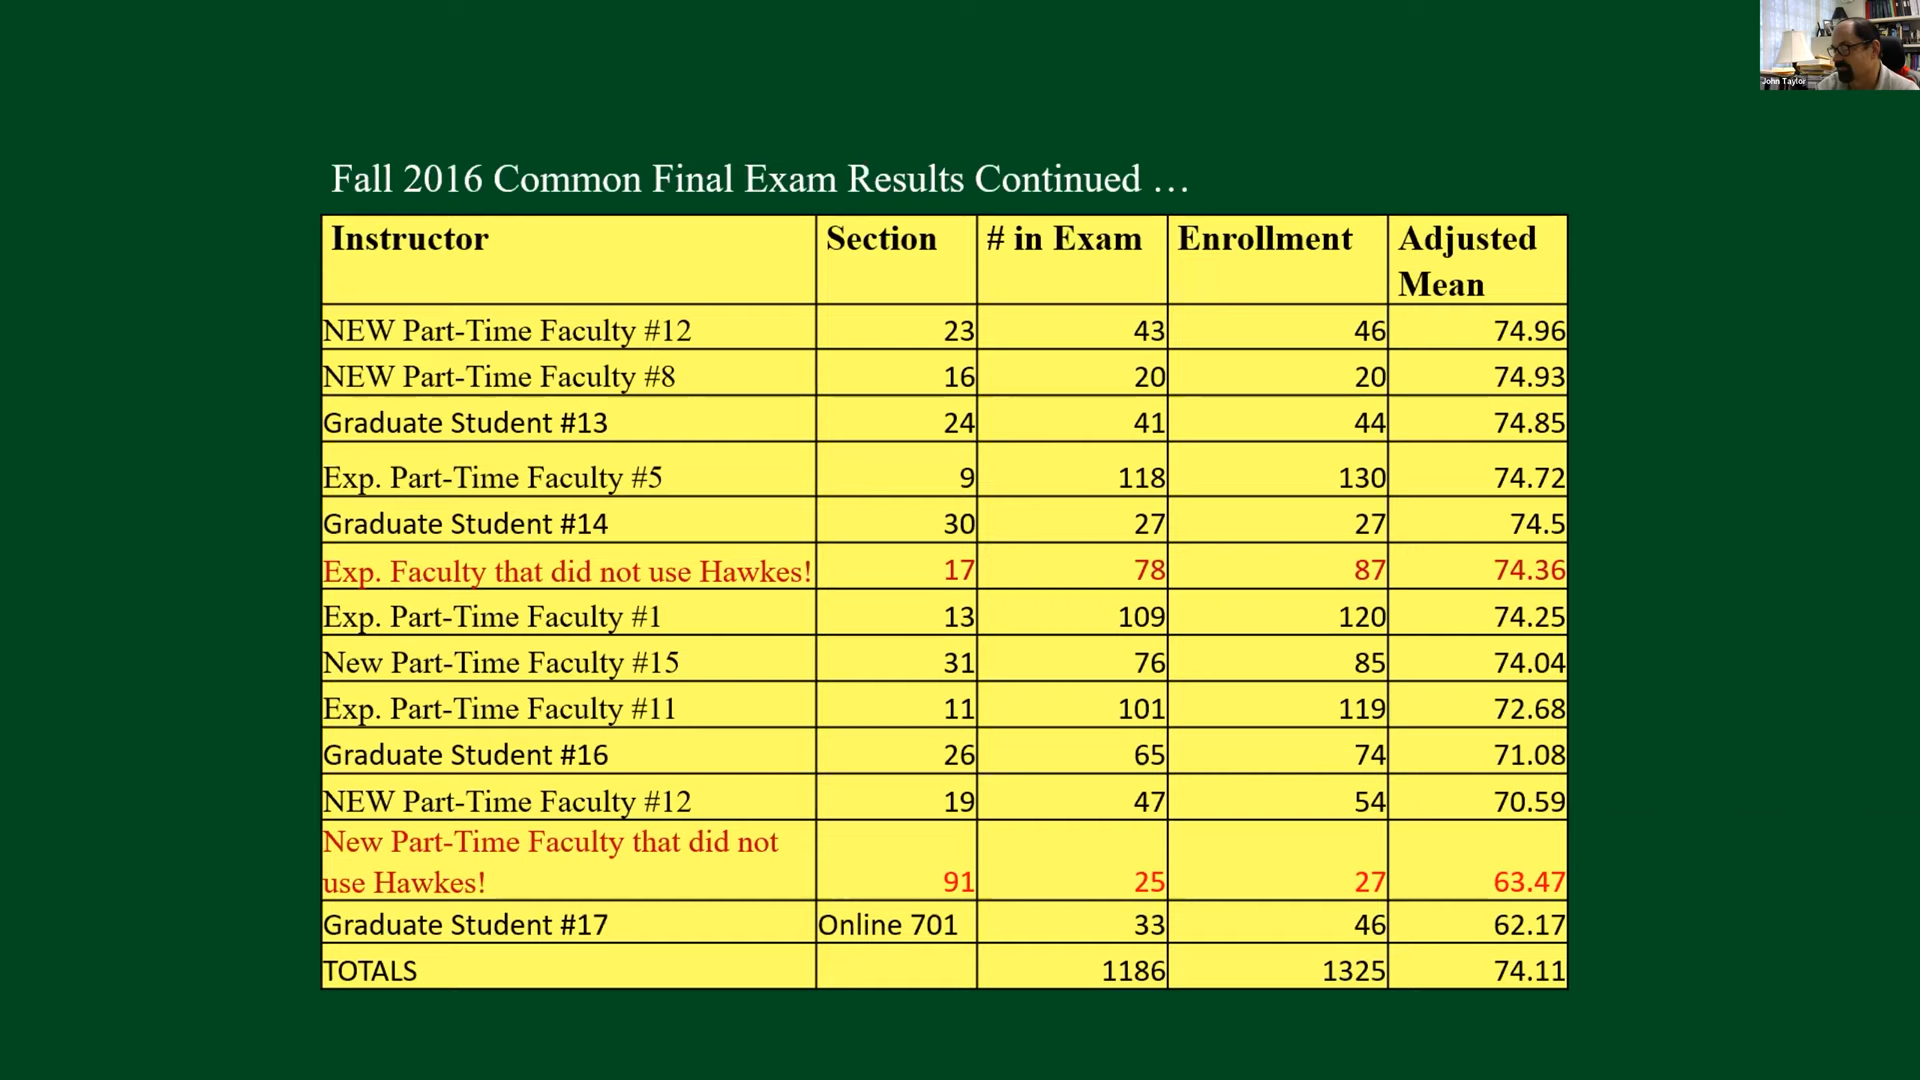 John Taylor
Fall 2016 Common Final Exam Results Continued …
Instructor Section # in Exam Enrollment Adjusted
Mean
NEW Part-Time Faculty #12 23 43 46 74.96
NEW Part-Time Faculty #8 16 20 20 74.93
Graduate Student #13 24 41 44 74.85
Exp. Part-Time Faculty #5 9 118 130 74.72
Graduate Student #14 30 27 27 74.5
Exp. Faculty that did not use Hawkes! 17 78 87 74.36
Exp. Part-Time Faculty #1 13 109 120 74.25
New Part-Time Faculty #15 31 76 85 74.04
Exp. Part-Time Faculty #11 11 101 119 72.68
Graduate Student #16 26 65 74 71.08
NEW Part-Time Faculty #12 19 47 54 70.59
New Part-Time Faculty that did not
use Hawkes! 91 25 27 63.47
Graduate Student #17 Online 701 33 46 62.17
TOTALS 1186 1325 74.11